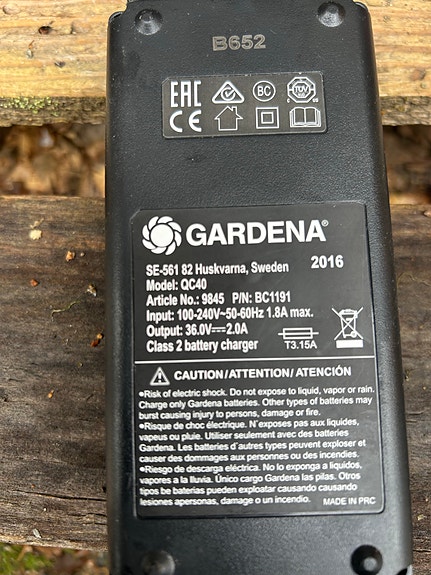 B652
EAC BC TÜV
CE
GARDENA®
SE-561 82 Huskvarna, Sweden 2016
Model: QC40
Article No.: 9845 P/N: BC1191
Input: 100-240V~50-60Hz 1.8A max.
Output: 36.0V⎓2.0A
Class 2 battery charger T3.15A
CAUTION/ATTENTION/ ATENCIÓN
•Risk of electric shock. Do not expose to liquid, vapor or rain.
Charge only Gardena batteries. Other types of batteries may
burst causing injury to persons, damage or fire.
•Risque de choc électrique. N´exposes pas aux liquides,
vapeus ou pluie. Utiliser seulement avec des batteries
Gardena. Les batteries d´autres types peuvent exploser et
causer des dommages aux personnes ou des incendies.
•Riesgo de descarga eléctrica. No lo exponga a liquidos,
vapores a la lluvia. Único cargo Gardena las pilas. Otros
tipos be baterias pueden explotar causando causando
lesiones apersonas, damage o un incendio. MADE IN PRC